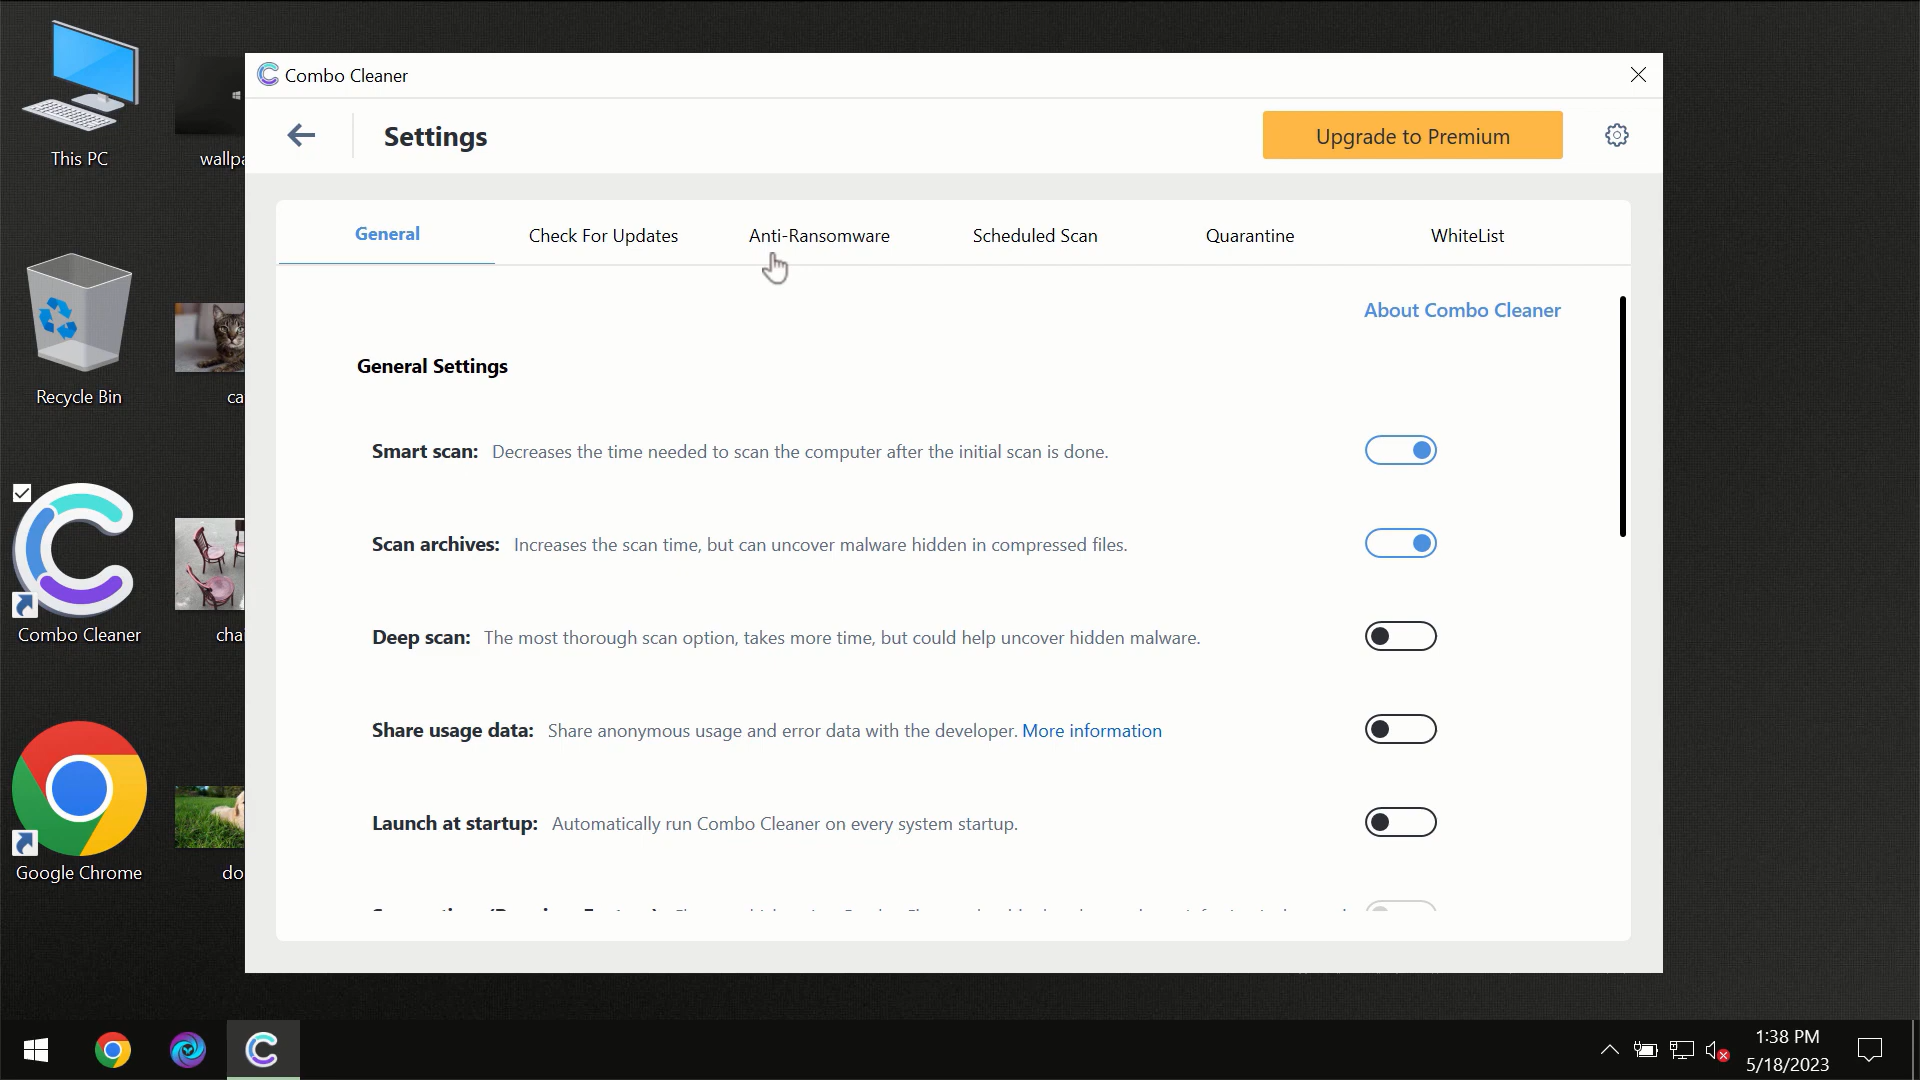 Combo Cleaner
Settings
Upgrade to Premium
General
Check For Updates
Anti-Ransomware
Scheduled Scan
Quarantine
WhiteList
About Combo Cleaner
General Settings
Smart scan: Decreases the time needed to scan the computer after the initial scan is done.
Scan archives: Increases the scan time, but can uncover malware hidden in compressed files.
Deep scan: The most thorough scan option, takes more time, but could help uncover hidden malware.
Share usage data: Share anonymous usage and error data with the developer. More information
Launch at startup: Automatically run Combo Cleaner on every system startup.
This PC
wallpa
Recycle Bin
ca
Combo Cleaner
chai
Google Chrome
do
1:38 PM
5/18/2023